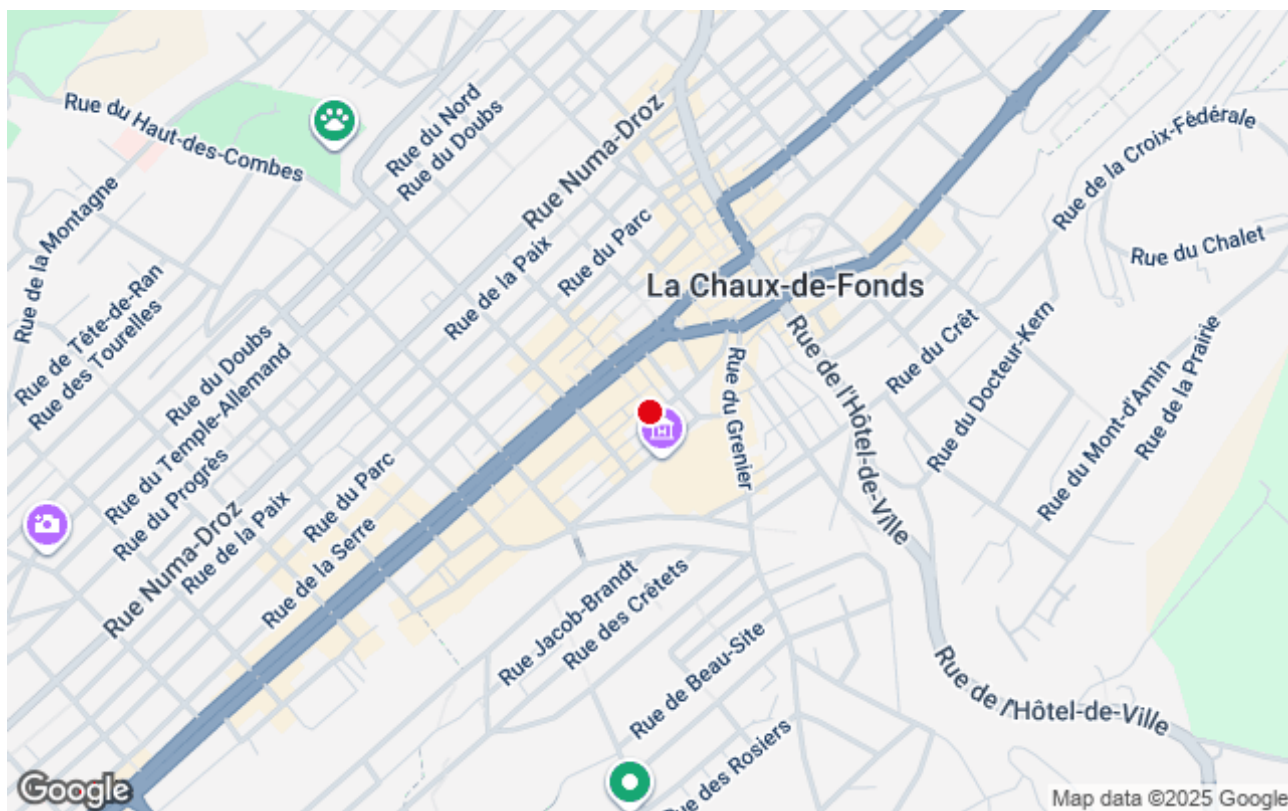 Rue du Haut-des-Combes
Rue du Nord
Rue du Doubs
Rue Numa-Droz
Rue de la Croix-Fédérale
Rue de la Montagne
Rue du Parc
Rue de la Paix
Rue du Chalet
La Chaux-de-Fonds
Rue de Tête-de-Ran
Rue des Tourelles
Rue du Doubs
Rue du Temple-Allemand
Rue du Progrès
Rue du Crêt
Rue du Docteur-Kern
Rue du Mont-d'Amin
Rue de la Prairie
Rue du Grenier
Rue de l'Hôtel-de-Ville
Rue du Parc
Rue de la Serre
Rue de la Paix
Rue Numa-Droz
Rue Jacob-Brandt
Rue des Crêtets
Rue de Beau-Site
Rue des Rosiers
Rue de l'Hôtel-de-Ville
H
Google
Map data ©2025 Google